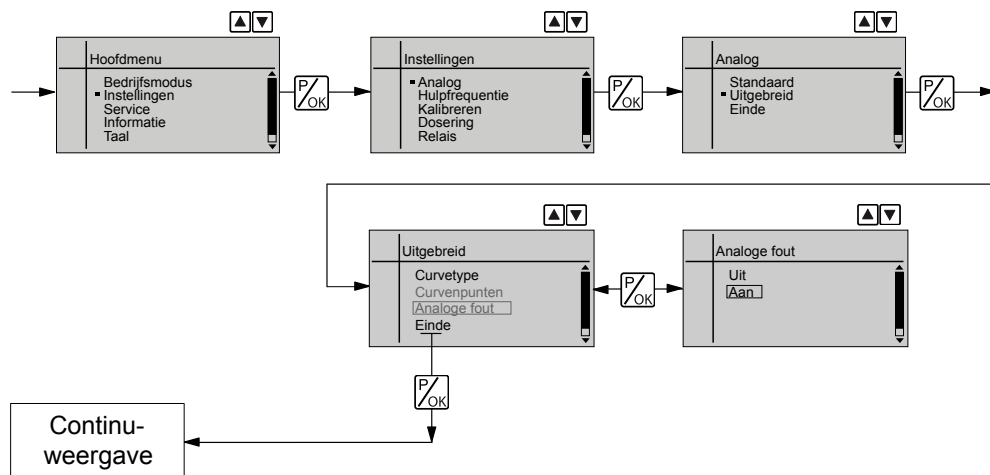 Hoofdmenu
Bedrijfsmodus
Instellingen
Service
Informatie
Taal
P/OK
Instellingen
Analog
Hulpfrequentie
Kalibreren
Dosering
Relais
P/OK
Analog
Standaard
Uitgebreid
Einde
P/OK
Uitgebreid
Curvetype
Curvenpunten
Analoge fout
Einde
P/OK
Analoge fout
Uit
Aan
P/OK
Continu-
weergave